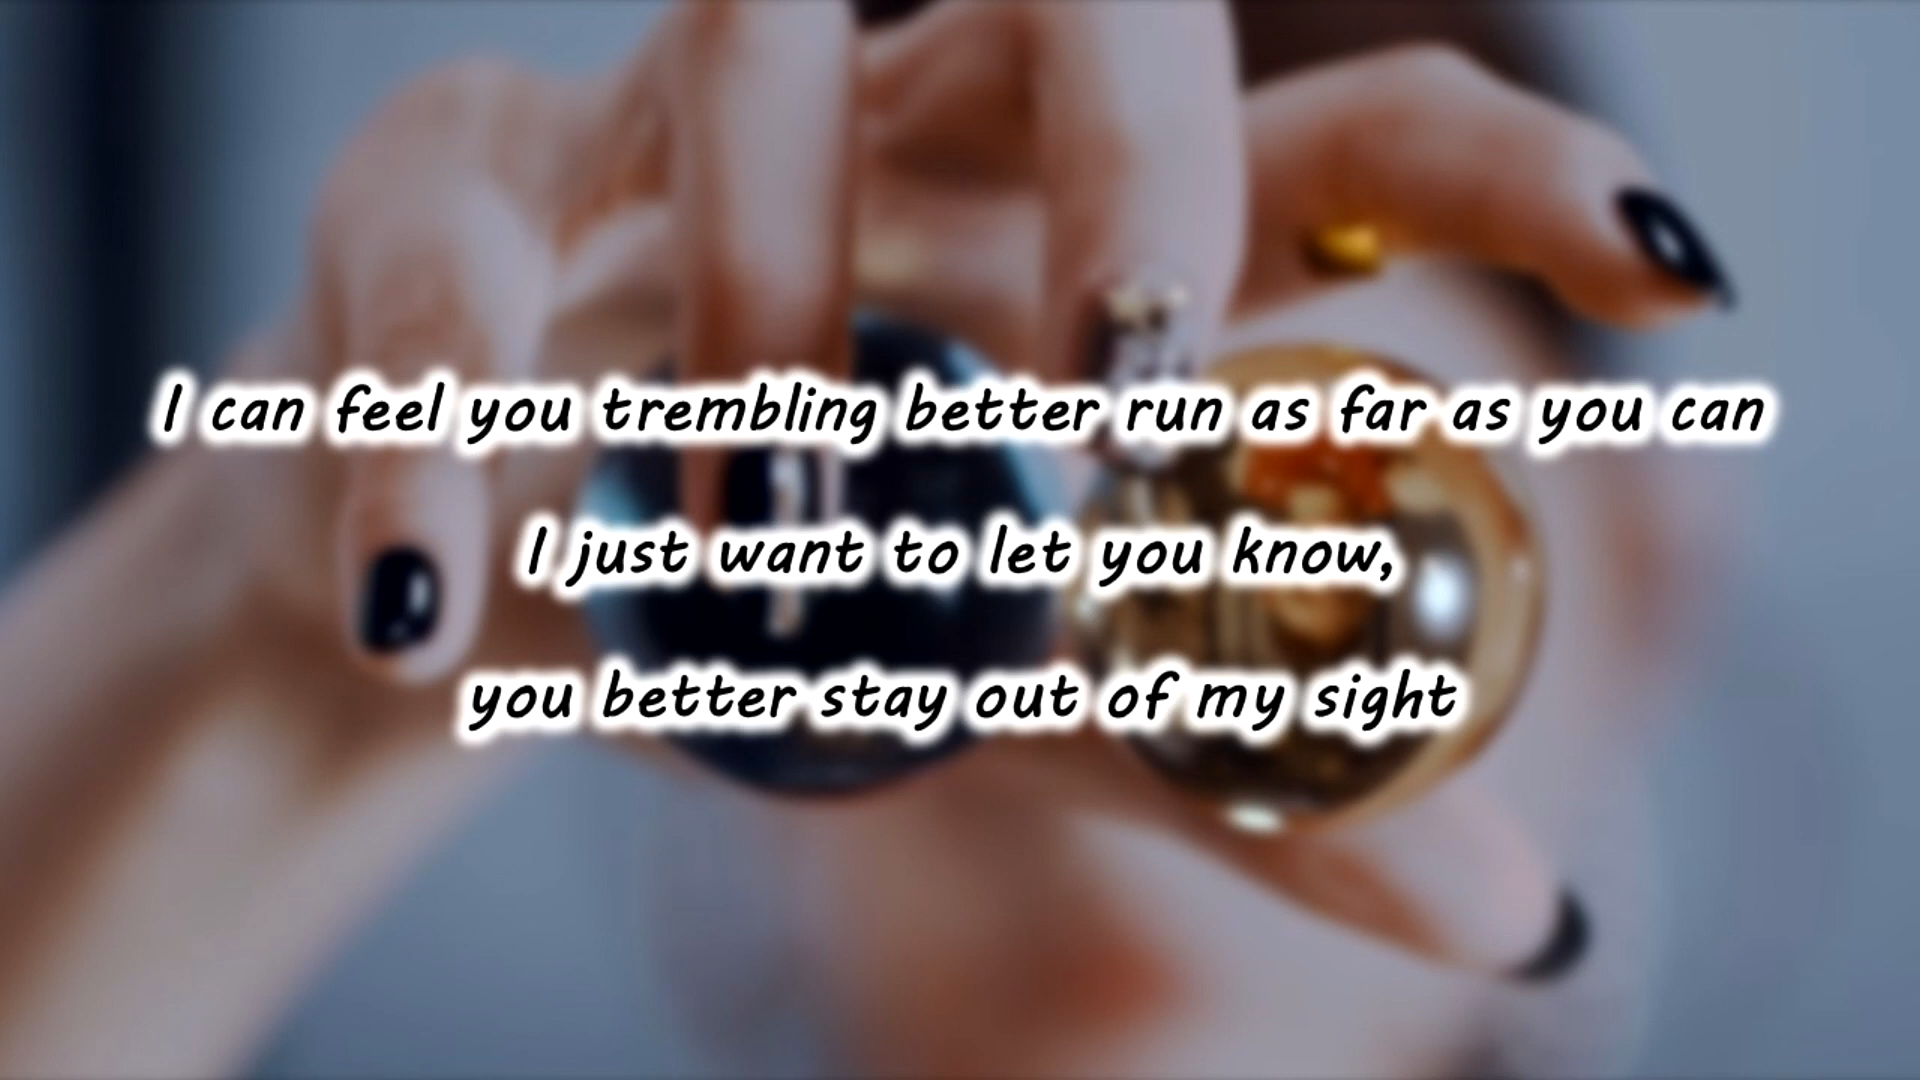 I can feel you trembling better run as far as you can
I just want to let you know,
you better stay out of my sight